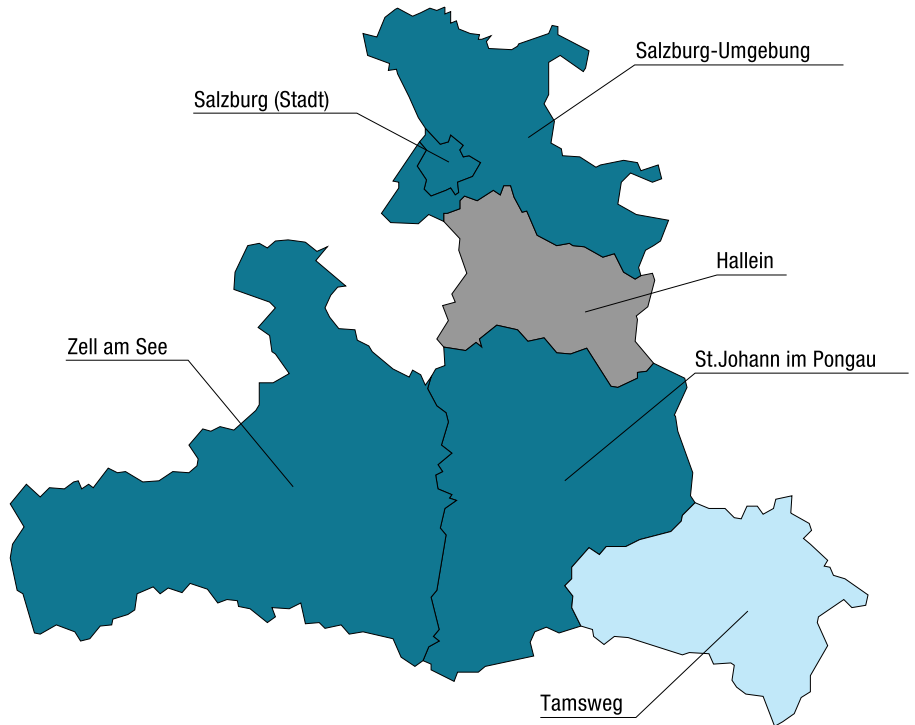 Salzburg-Umgebung
Salzburg (Stadt)
Hallein
Zell am See
St.Johann im Pongau
Tamsweg